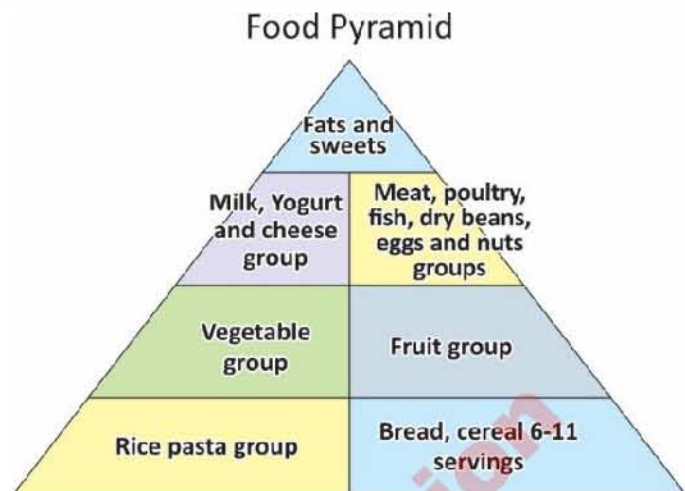 Food Pyramid
Fats and
sweets
Milk, Yogurt
and cheese
group
Meat, poultry,
fish, dry beans,
eggs and nuts
groups
Vegetable
group
Fruit group
Rice pasta group
Bread, cereal 6-11
servings